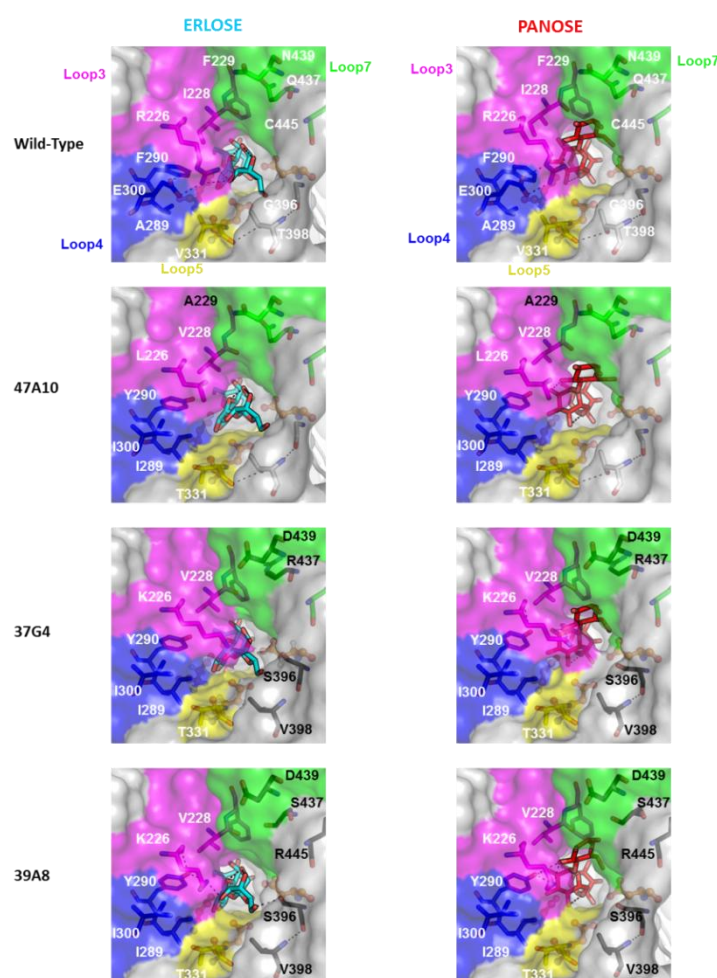 ERLOSE PANOSE
Loop3 F229 N439 Loop7 Loop3 F229 N439 Loop7
Q437 Q437
I228 I228
R226 C445 R226 C445
Wild-Type
F290 F290
E300 G396 E300 G396
A289 T398 A289 T398
Loop4 V331 Loop4 V331
Loop5 Loop5
A229 A229
V228 V228
L226 L226
47A10
Y290 Y290
I300 I300
I289 I289
T331 T331
D439 D439
V228 R437 V228 R437
K226 K226
37G4
Y290 Y290
I300 S396 I300 S396
I289 V398 I289 V398
T331 T331
D439 D439
V228 S437 V228 S437
K226 R445 K226 R445
39A8
Y290 Y290
S396 S396
I300 I300
I289 V398 I289 V398
T331 T331